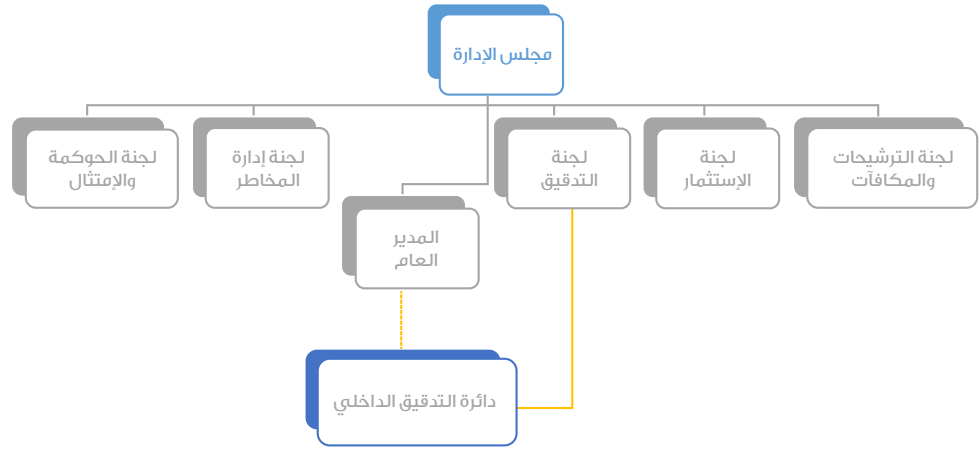 مجلس الإدارة
لجنة الترشيحات
والمكافآت
لجنة
الإستثمار
لجنة
التدقيق
لجنة إدارة
المخاطر
لجنة الحوكمة
والإمتثال
المدير
العام
دائرة التدقيق الداخلي